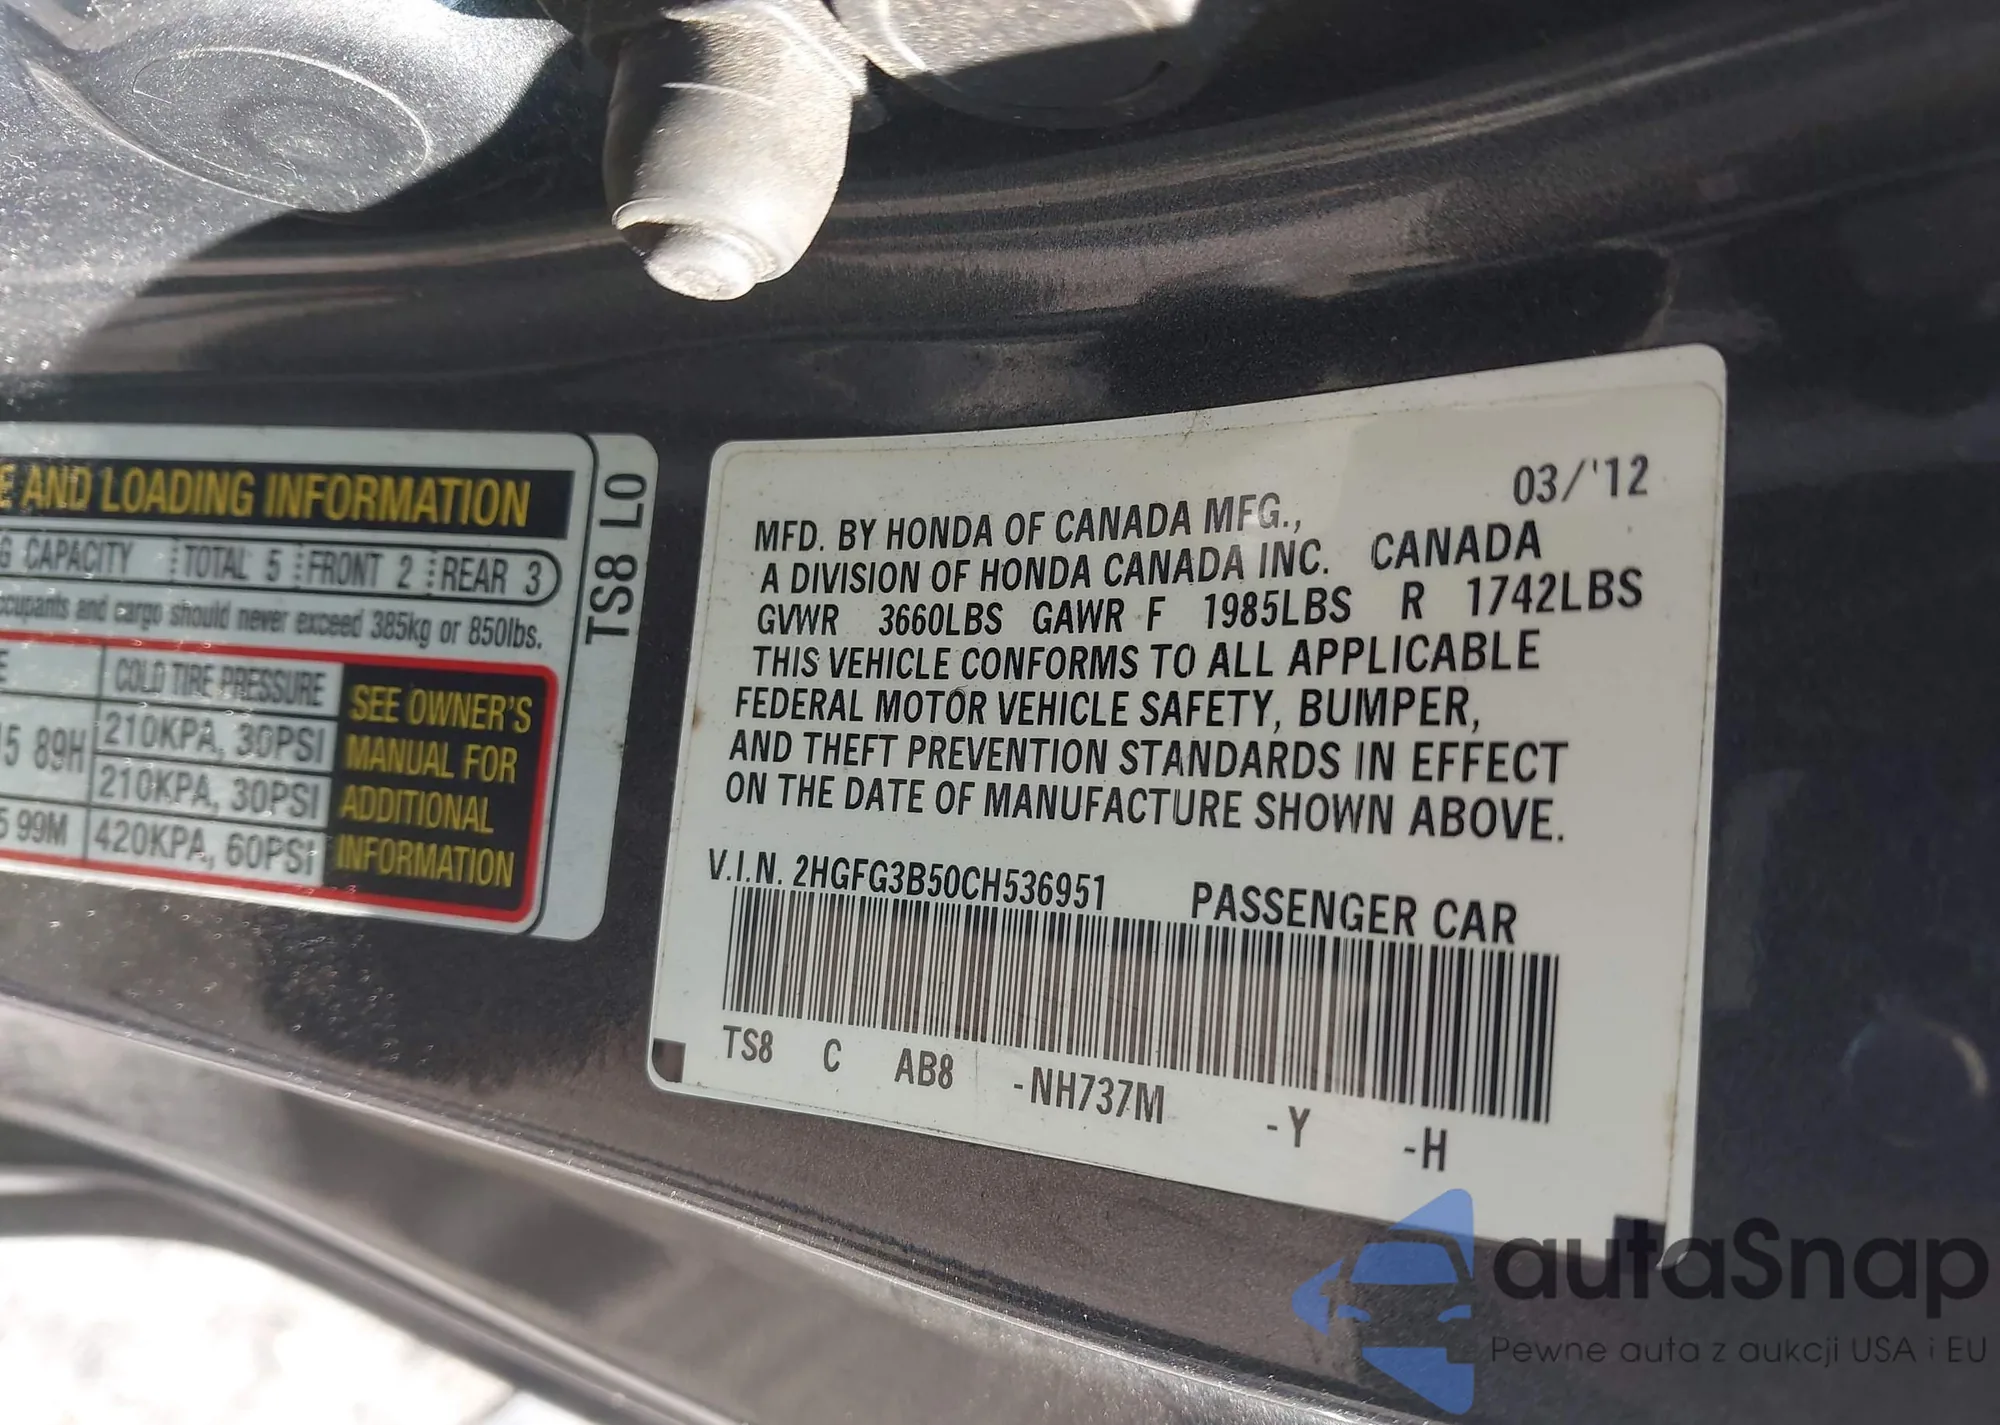 E AND LOADING INFORMATION
G CAPACITY TOTAL 5 FRONT 2 REAR 3
ccupants and cargo should never exceed 385kg or 850lbs.
E COLD TIRE PRESSURE
15 89H 210KPA, 30PSI
210KPA, 30PSI
5 99M 420KPA, 60PSI
SEE OWNER'S
MANUAL FOR
ADDITIONAL
INFORMATION
TS8 L0
03/'12
MFD. BY HONDA OF CANADA MFG.,
A DIVISION OF HONDA CANADA INC. CANADA
GVWR 3660LBS GAWR F 1985LBS R 1742LBS
THIS VEHICLE CONFORMS TO ALL APPLICABLE
FEDERAL MOTOR VEHICLE SAFETY, BUMPER,
AND THEFT PREVENTION STANDARDS IN EFFECT
ON THE DATE OF MANUFACTURE SHOWN ABOVE.
V.I.N. 2HGFG3B50CH536951 PASSENGER CAR
TS8 C AB8 -NH737M -Y -H
autaSnap
Pewne auta z aukcji USA i EU